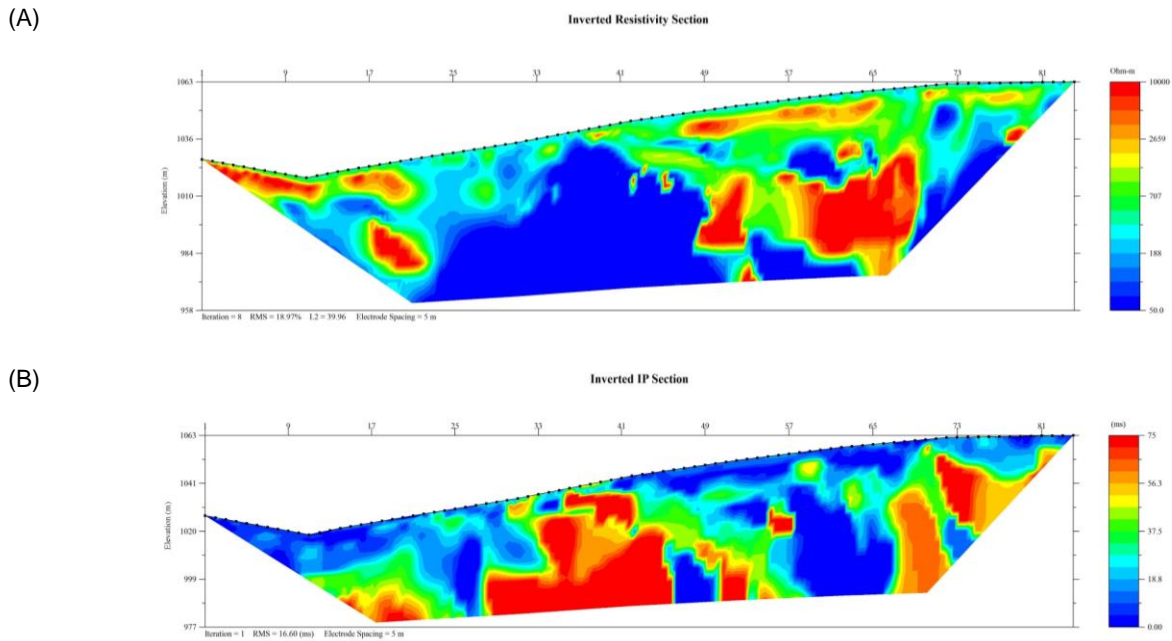 (A)
Inverted Resistivity Section
Ohm-m
1 9 17 25 33 41 49 57 65 73 81
1063
1036
1010
984
958
Elevation (m)
10000
2659
707
188
50.0
Iteration = 8 RMS = 18.97% L2 = 39.96 Electrode Spacing = 5 m
(B)
Inverted IP Section
(ms)
1 9 17 25 33 41 49 57 65 73 81
1063
1041
1020
999
977
Elevation (m)
75
56.3
37.5
18.8
0.00
Iteration = 1 RMS = 16.60 (ms) Electrode Spacing = 5 m